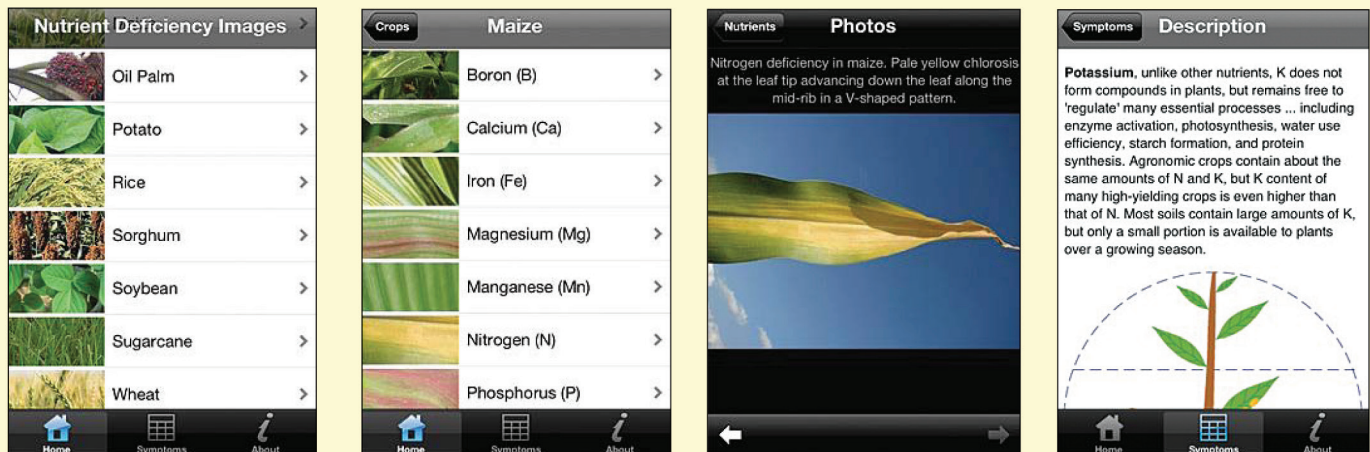 Nutrient Deficiency Images
Oil Palm
Potato
Rice
Sorghum
Soybean
Sugarcane
Wheat
Home
Symptoms
About
Crops
Maize
Boron (B)
Calcium (Ca)
Iron (Fe)
Magnesium (Mg)
Manganese (Mn)
Nitrogen (N)
Phosphorus (P)
Home
Symptoms
About
Nutrients
Photos
Nitrogen deficiency in maize. Pale yellow chlorosis
at the leaf tip advancing down the leaf along the
mid-rib in a V-shaped pattern.
Symptoms
Description
Potassium, unlike other nutrients, K does not
form compounds in plants, but remains free to
'regulate' many essential processes ... including
enzyme activation, photosynthesis, water use
efficiency, starch formation, and protein
synthesis. Agronomic crops contain about the
same amounts of N and K, but K content of
many high-yielding crops is even higher than
that of N. Most soils contain large amounts of K,
but only a small portion is available to plants
over a growing season.
Home
Symptoms
About